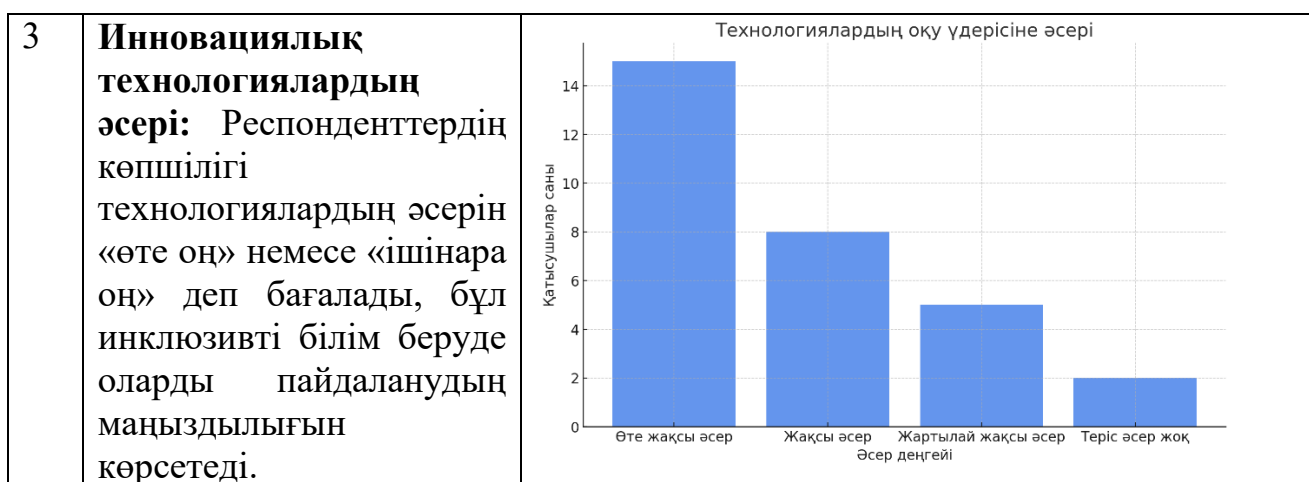 3
Инновациялық
технологиялардың
әсері: Респонденттердің
көпшілігі
технологиялардың әсерін
«өте оң» немесе «ішінара
оң» деп бағалады, бұл
инклюзивті білім беруде
оларды пайдаланудың
маңыздылығын
көрсетеді.
Технологиялардың оқу үдерісіне әсері
Қатысушылар саны
14
12
10
8
6
4
2
0
Өте жақсы әсер
Жақсы әсер
Жартылай жақсы әсер
Теріс әсер жоқ
Әсер деңгейі